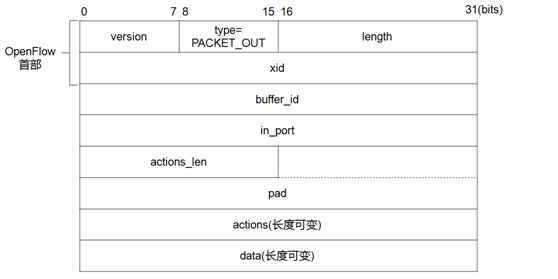 0 7 8 15 16 31(bits)
OpenFlow
首部
version
type=
PACKET_OUT
length
xid
buffer_id
in_port
actions_len
pad
actions(长度可变)
data(长度可变)